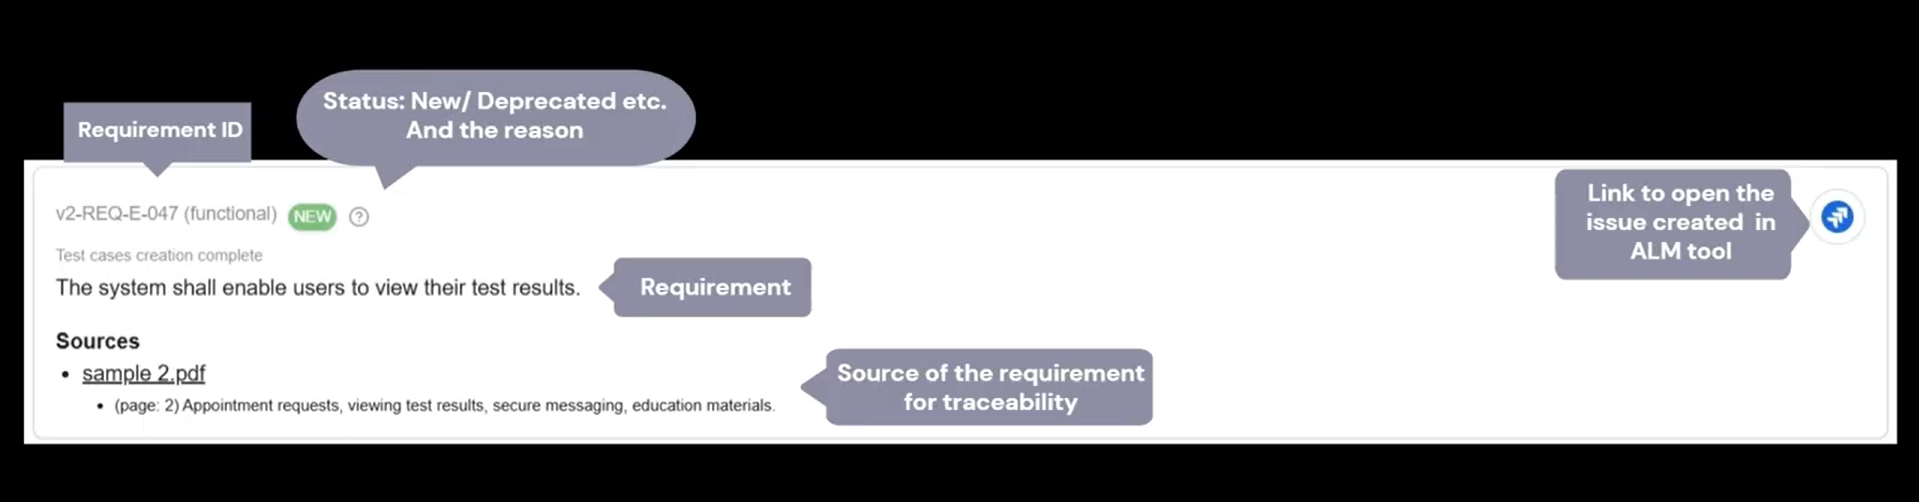 Status: New/ Deprecated etc.
And the reason
Requirement ID
v2-REQ-E-047 (functional) NEW ?
Link to open the
issue created in
ALM tool
Test cases creation complete
The system shall enable users to view their test results.
Requirement
Sources
• sample 2.pdf
• (page: 2) Appointment requests, viewing test results, secure messaging, education materials.
Source of the requirement
for traceability